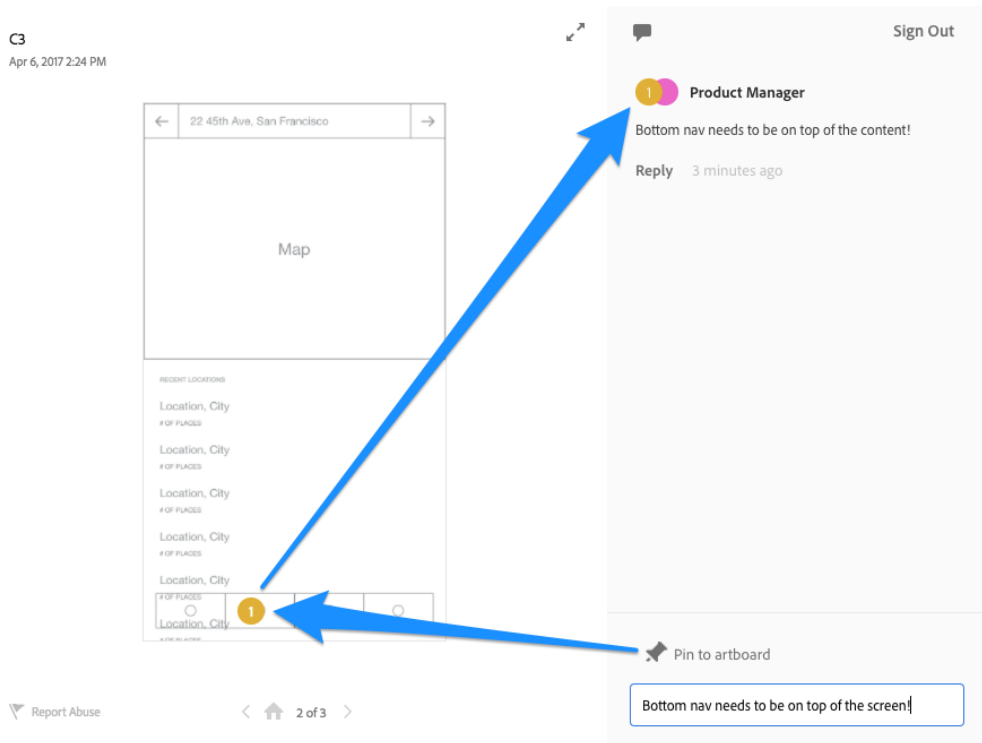 C3
Apr 6, 2017 2:24 PM
22 45th Ave, San Francisco
Map
RECENT LOCATIONS
Location, City
# OF PLACES
Location, City
# OF PLACES
Location, City
# OF PLACES
Location, City
# OF PLACES
Location, City
# OF PLACES
1
Location, City
# OF PLACES
Report Abuse
2 of 3
Sign Out
1
Product Manager
Bottom nav needs to be on top of the content!
Reply 3 minutes ago
Pin to artboard
Bottom nav needs to be on top of the screen!